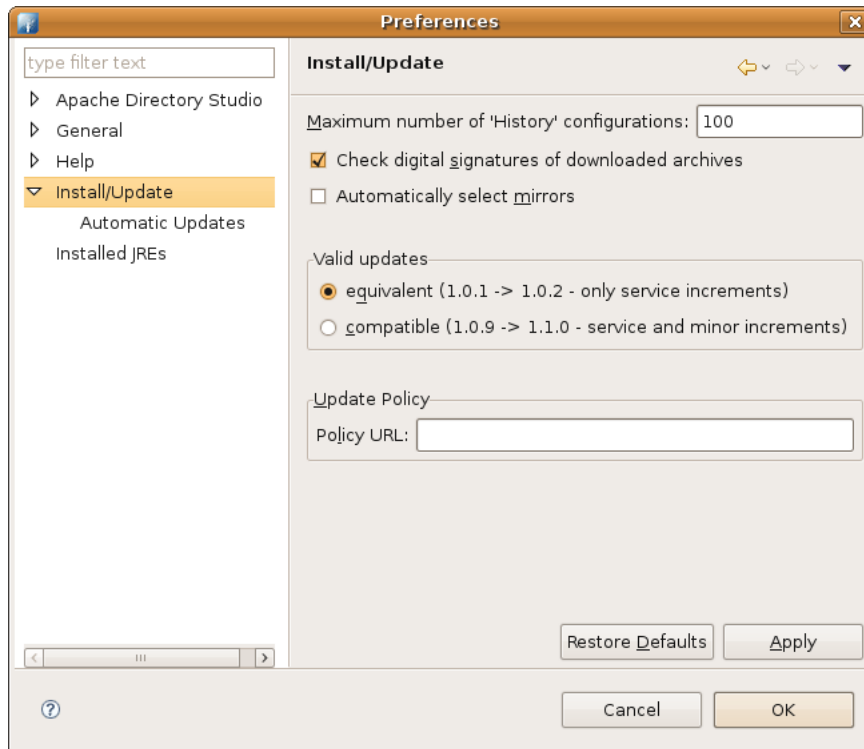 Preferences
type filter text
Apache Directory Studio
General
Help
Install/Update
Automatic Updates
Installed JREs
Install/Update
Maximum number of 'History' configurations: 100
Check digital signatures of downloaded archives
Automatically select mirrors
Valid updates
equivalent (1.0.1 -> 1.0.2 - only service increments)
compatible (1.0.9 -> 1.1.0 - service and minor increments)
Update Policy
Policy URL:
Restore Defaults
Apply
Cancel
OK